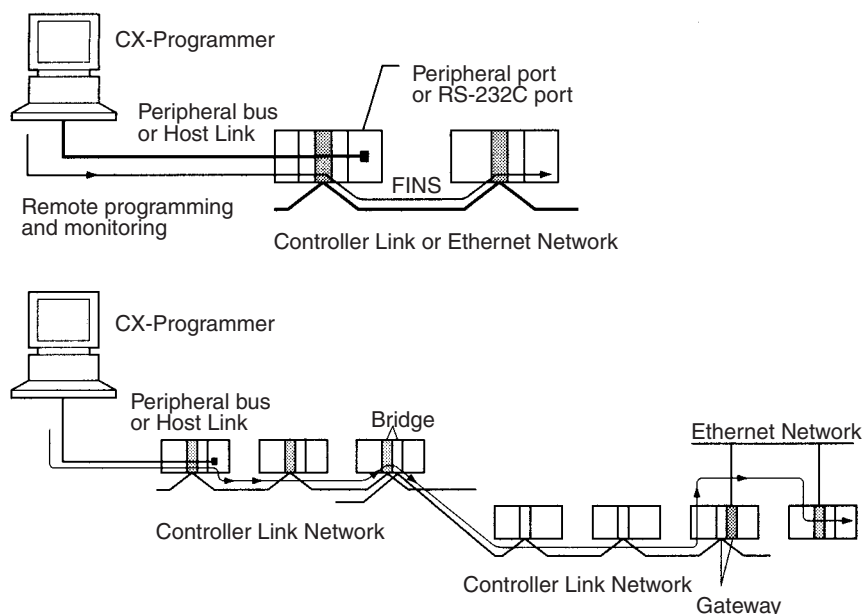 CX-Programmer
Peripheral port
or RS-232C port
Peripheral bus
or Host Link
FINS
Remote programming
and monitoring
Controller Link or Ethernet Network
CX-Programmer
Peripheral bus
or Host Link
Bridge
Ethernet Network
Controller Link Network
Controller Link Network
Gateway